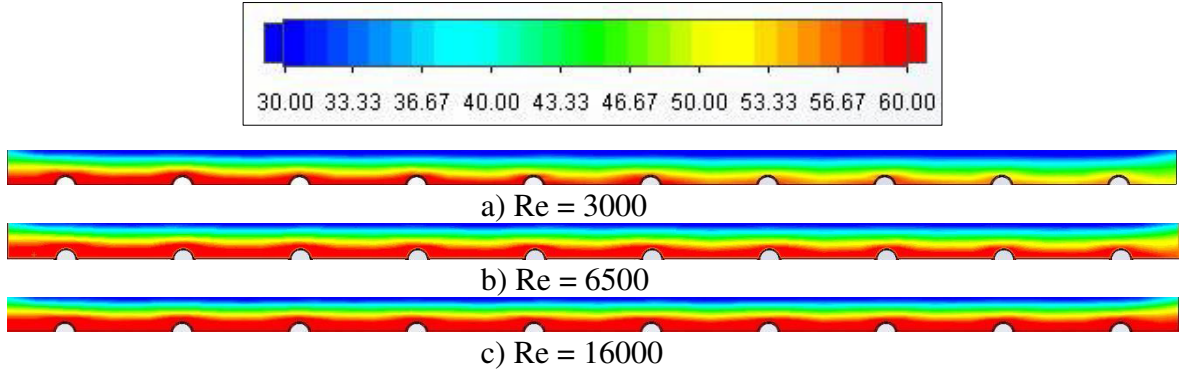 30.00 33.33 36.67 40.00 43.33 46.67 50.00 53.33 56.67 60.00
a) Re = 3000
b) Re = 6500
c) Re = 16000